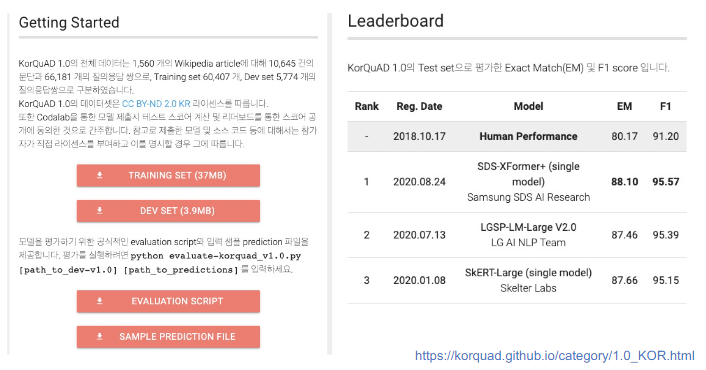 Getting Started
KorQuAD 1.0의 전체 데이터는 1,560 개의 Wikipedia article에 대해 10,645 건의
문단과 66,181 개의 질의응답 쌍으로, Training set 60,407 개, Dev set 5,774 개의
질의응답쌍으로 구분하였습니다.
KorQuAD 1.0의 데이터셋은 CC BY-ND 2.0 KR 라이센스를 따릅니다.
또한 Codalab을 통한 모델 제출시 테스트 스코어 계산 및 리더보드를 통한 스코어 공
개에 동의한 것으로 간주합니다. 참고로 제출한 모델 및 소스 코드 등에 대해서는 참가
자가 직접 라이센스를 부여하고 이를 명시할 경우 그에 따릅니다.
TRAINING SET (37MB)
DEV SET (3.9MB)
모델을 평가하기 위한 공식적인 evaluation script와 입력 샘플 prediction 파일을
제공합니다. 평가를 실행하려면 python evaluate-korquad_v1.0.py
[path_to_dev-v1.0] [path_to_predictions] 를 입력하세요.
EVALUATION SCRIPT
SAMPLE PREDICTION FILE
Leaderboard
KorQuAD 1.0의 Test set으로 평가한 Exact Match(EM) 및 F1 score 입니다.
Rank Reg. Date Model EM F1
- 2018.10.17 Human Performance 80.17 91.20
1 2020.08.24 SDS-XFormer+ (single model) 88.10 95.57
Samsung SDS AI Research
2 2020.07.13 LGSP-LM-Large V2.0 87.46 95.39
LG AI NLP Team
3 2020.01.08 SkERT-Large (single model) 87.66 95.15
Skelter Labs
https://korquad.github.io/category/1.0_KOR.html